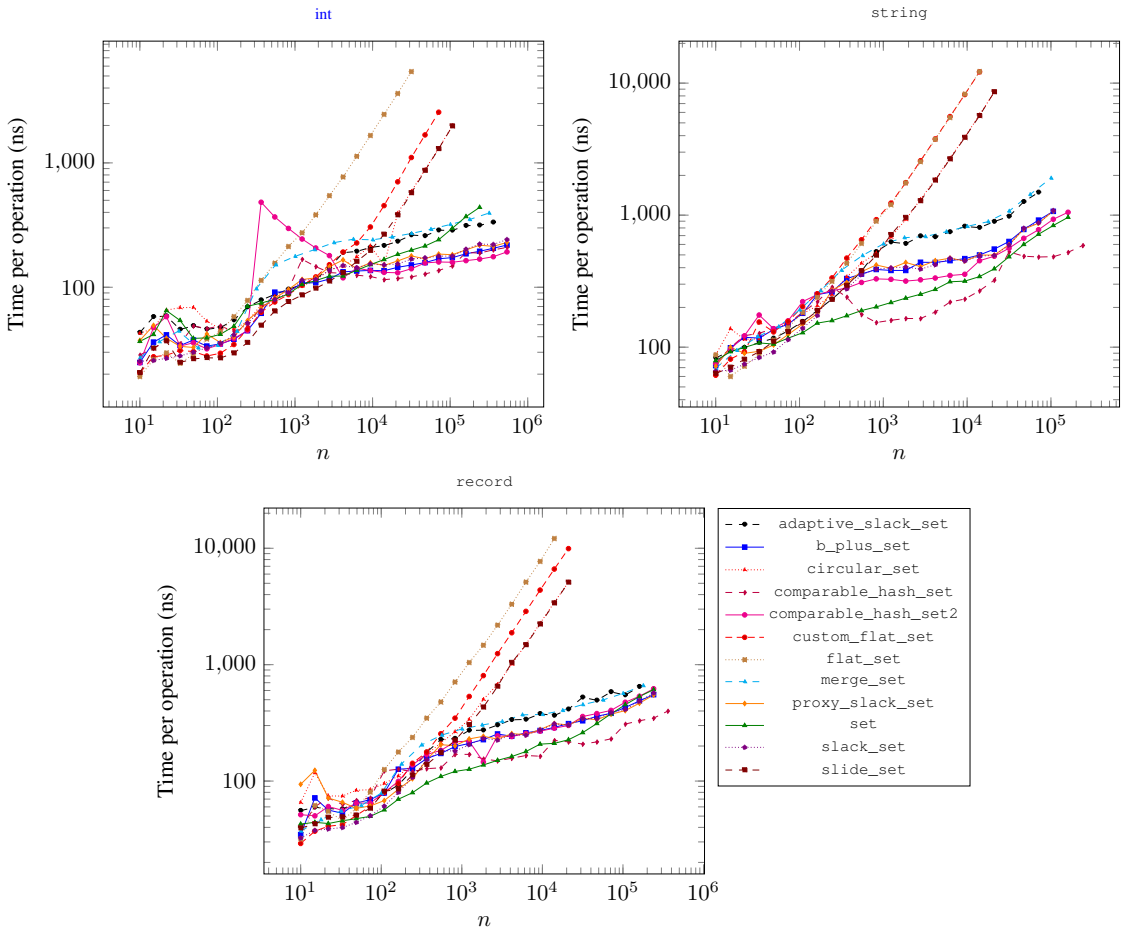 int
Time per operation (ns)
1,000
100
10^1
10^2
10^3
10^4
10^5
10^6
n
string
Time per operation (ns)
10,000
1,000
100
10^1
10^2
10^3
10^4
10^5
n
record
Time per operation (ns)
10,000
1,000
100
10^1
10^2
10^3
10^4
10^5
10^6
n
adaptive_slack_set
b_plus_set
circular_set
comparable_hash_set
comparable_hash_set2
custom_flat_set
flat_set
merge_set
proxy_slack_set
set
slack_set
slide_set